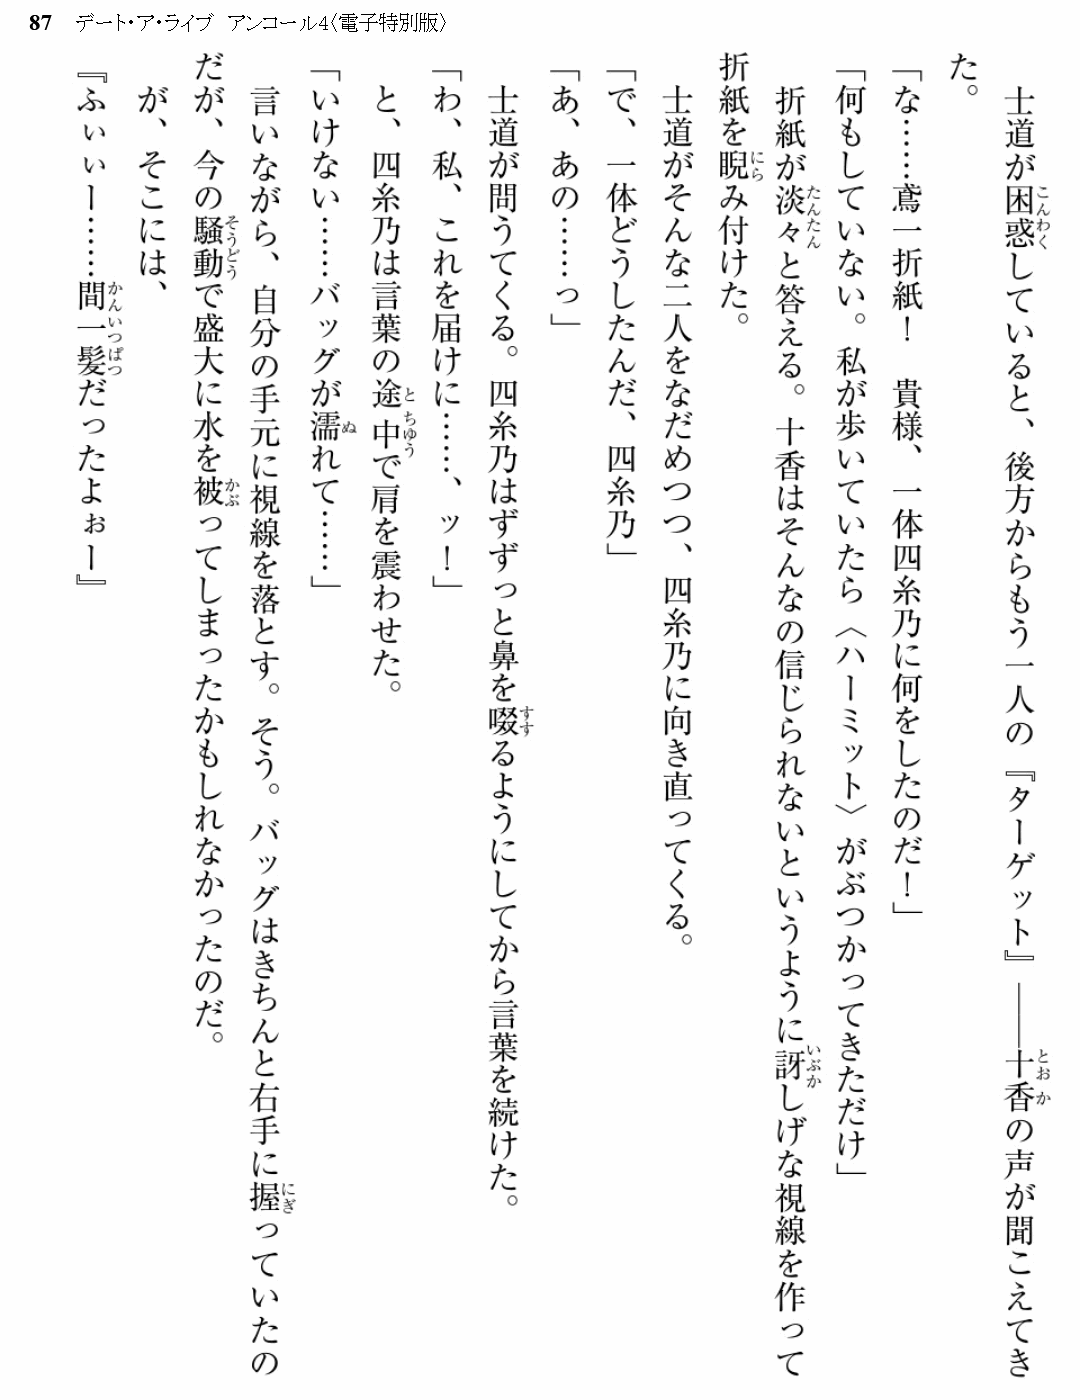 87 デート・ア・ライブ アンコール4〈電子特別版〉
士道が困惑していると、後方からもう一人の『ターゲット』――十香の声が聞こえてき
た。
「な……鳶一折紙！　貴様、一体四糸乃に何をしたのだ！」
「何もしていない。私が歩いていたら〈ハーミット〉がぶつかってきただけ」
折紙が淡々と答える。十香はそんなの信じられないというように訝しげな視線を作って
折紙を睨み付けた。
士道がそんな二人をなだめつつ、四糸乃に向き直ってくる。
「で、一体どうしたんだ、四糸乃」
「あ、あの……っ」
士道が問うてくる。四糸乃はずずっと鼻を啜るようにしてから言葉を続けた。
「わ、私、これを届けに……、ッ！」
と、四糸乃は言葉の途中で肩を震わせた。
「いけない……バッグが濡れて……」
言いながら、自分の手元に視線を落とす。そう。バッグはきちんと右手に握っていたの
だが、今の騒動で盛大に水を被ってしまったかもしれなかったのだ。
が、そこには、
『ふぃぃー……間一髪だったよぉー』